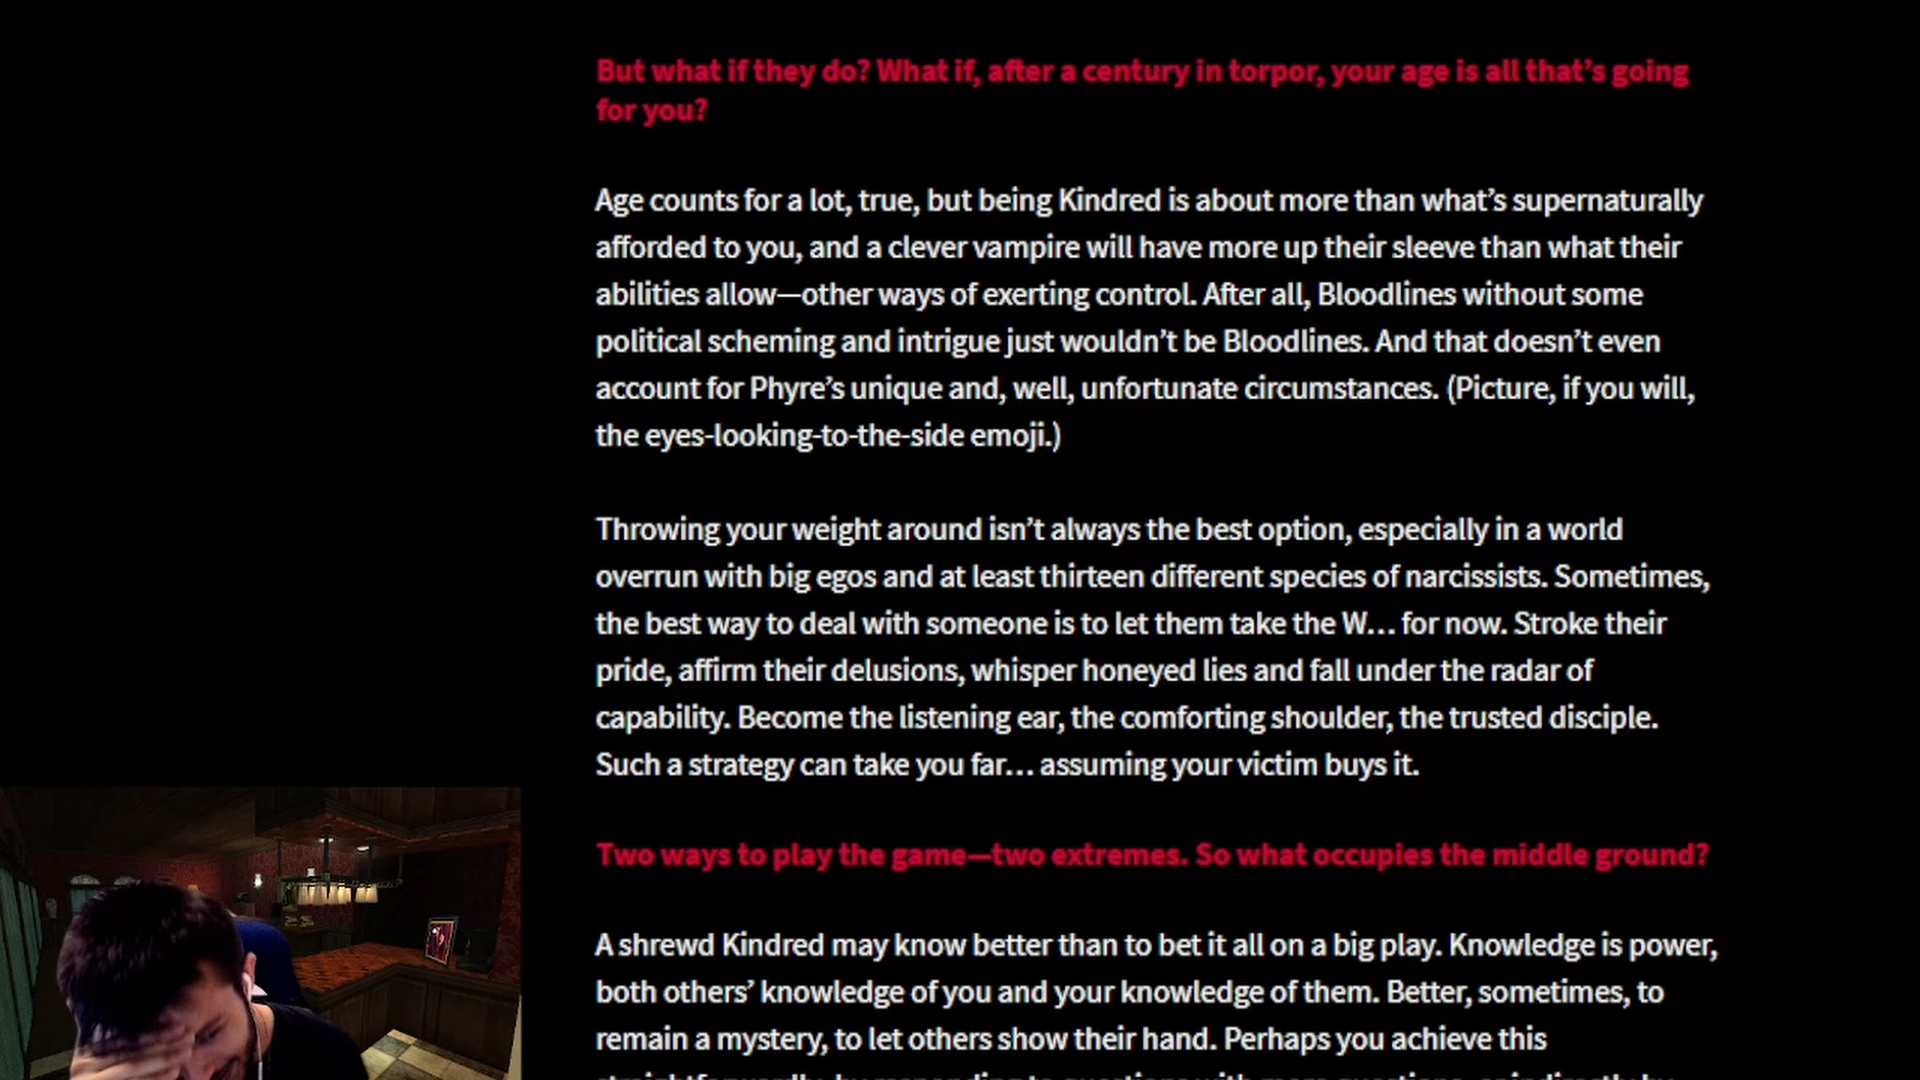 But what if they do? What if, after a century in torpor, your age is all that’s going
for you?
Age counts for a lot, true, but being Kindred is about more than what’s supernaturally
afforded to you, and a clever vampire will have more up their sleeve than what their
abilities allow—other ways of exerting control. After all, Bloodlines without some
political scheming and intrigue just wouldn’t be Bloodlines. And that doesn’t even
account for Phyre’s unique and, well, unfortunate circumstances. (Picture, if you will,
the eyes-looking-to-the-side emoji.)
Throwing your weight around isn’t always the best option, especially in a world
overrun with big egos and at least thirteen different species of narcissists. Sometimes,
the best way to deal with someone is to let them take the W… for now. Stroke their
pride, affirm their delusions, whisper honeyed lies and fall under the radar of
capability. Become the listening ear, the comforting shoulder, the trusted disciple.
Such a strategy can take you far… assuming your victim buys it.
Two ways to play the game—two extremes. So what occupies the middle ground?
A shrewd Kindred may know better than to bet it all on a big play. Knowledge is power,
both others’ knowledge of you and your knowledge of them. Better, sometimes, to
remain a mystery, to let others show their hand. Perhaps you achieve this